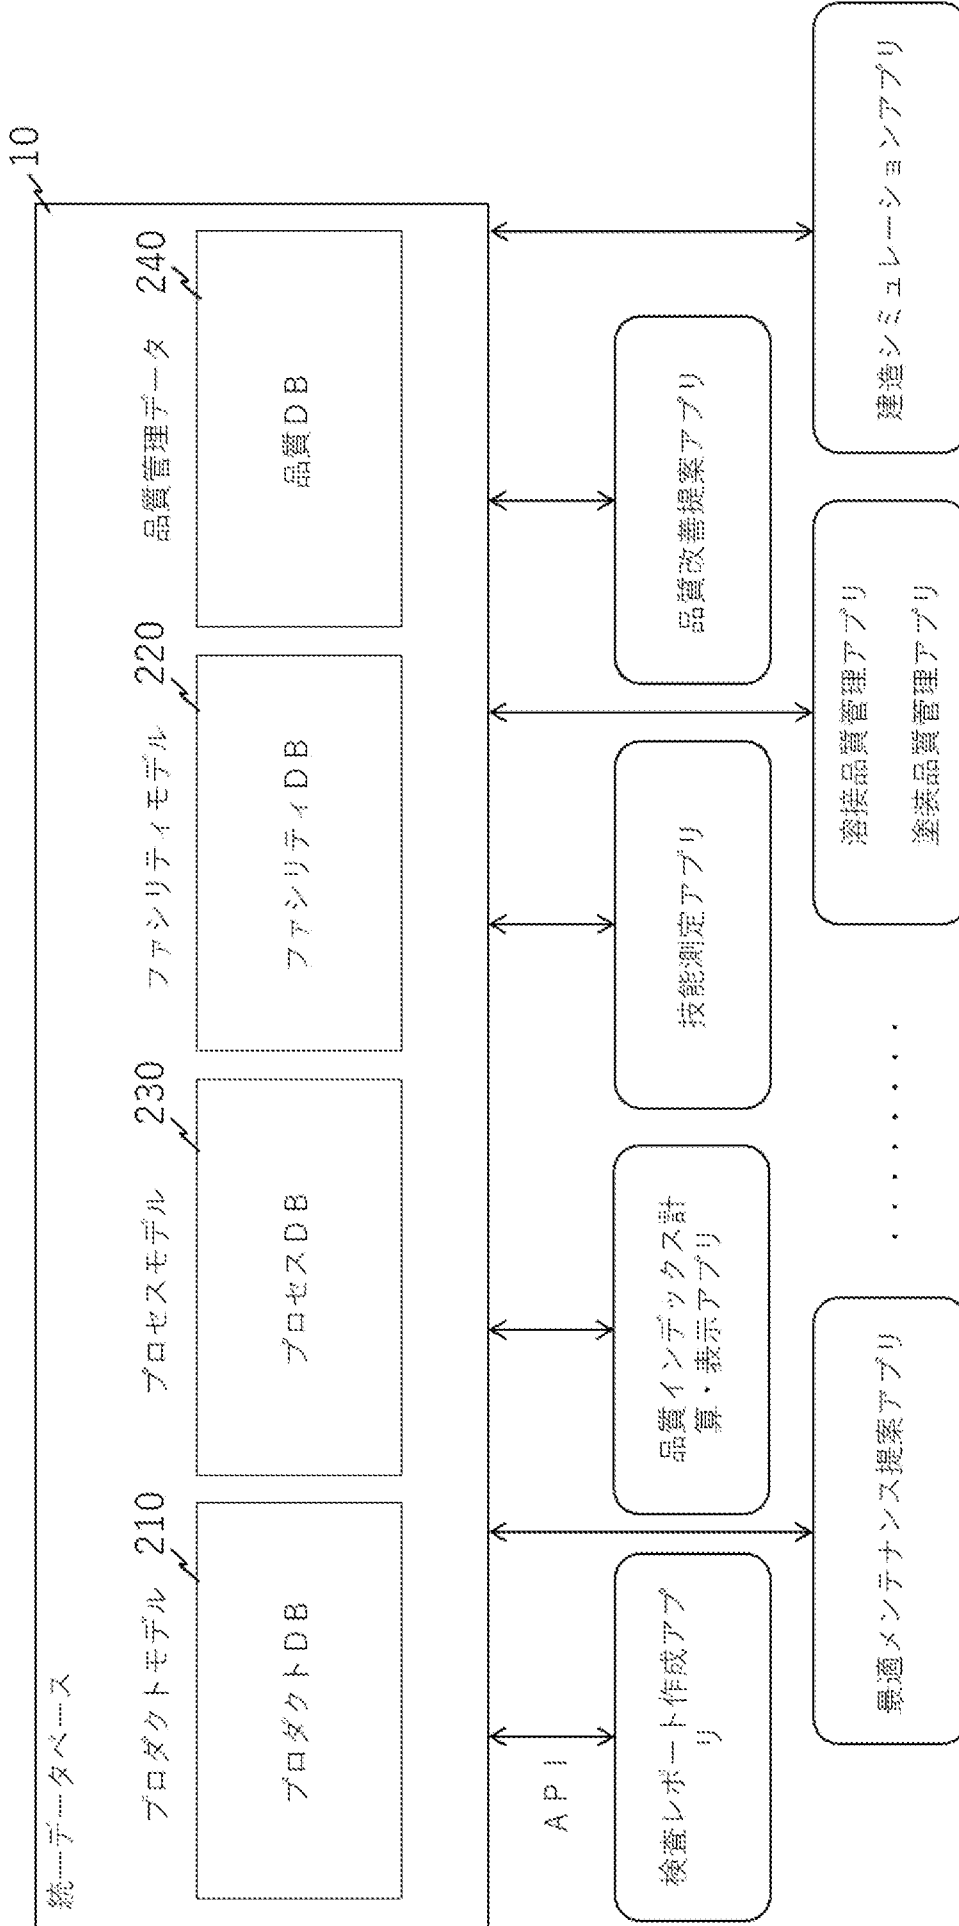 統一データベース
10
プロダクトモデル
210
プロセスモデル
230
ファシリティモデル
220
品質管理データ
240
プロダクトDB
プロセスDB
ファシリティDB
品質DB
API
検査レポート作成アプ
リ
品質インデックス計
算・表示アプリ
技能測定アプリ
品質改善提案アプリ
最適メンテナンス提案アプリ
・・・・・・・・
溶接品質管理アプリ
塗装品質管理アプリ
建造シミュレーションアプリ